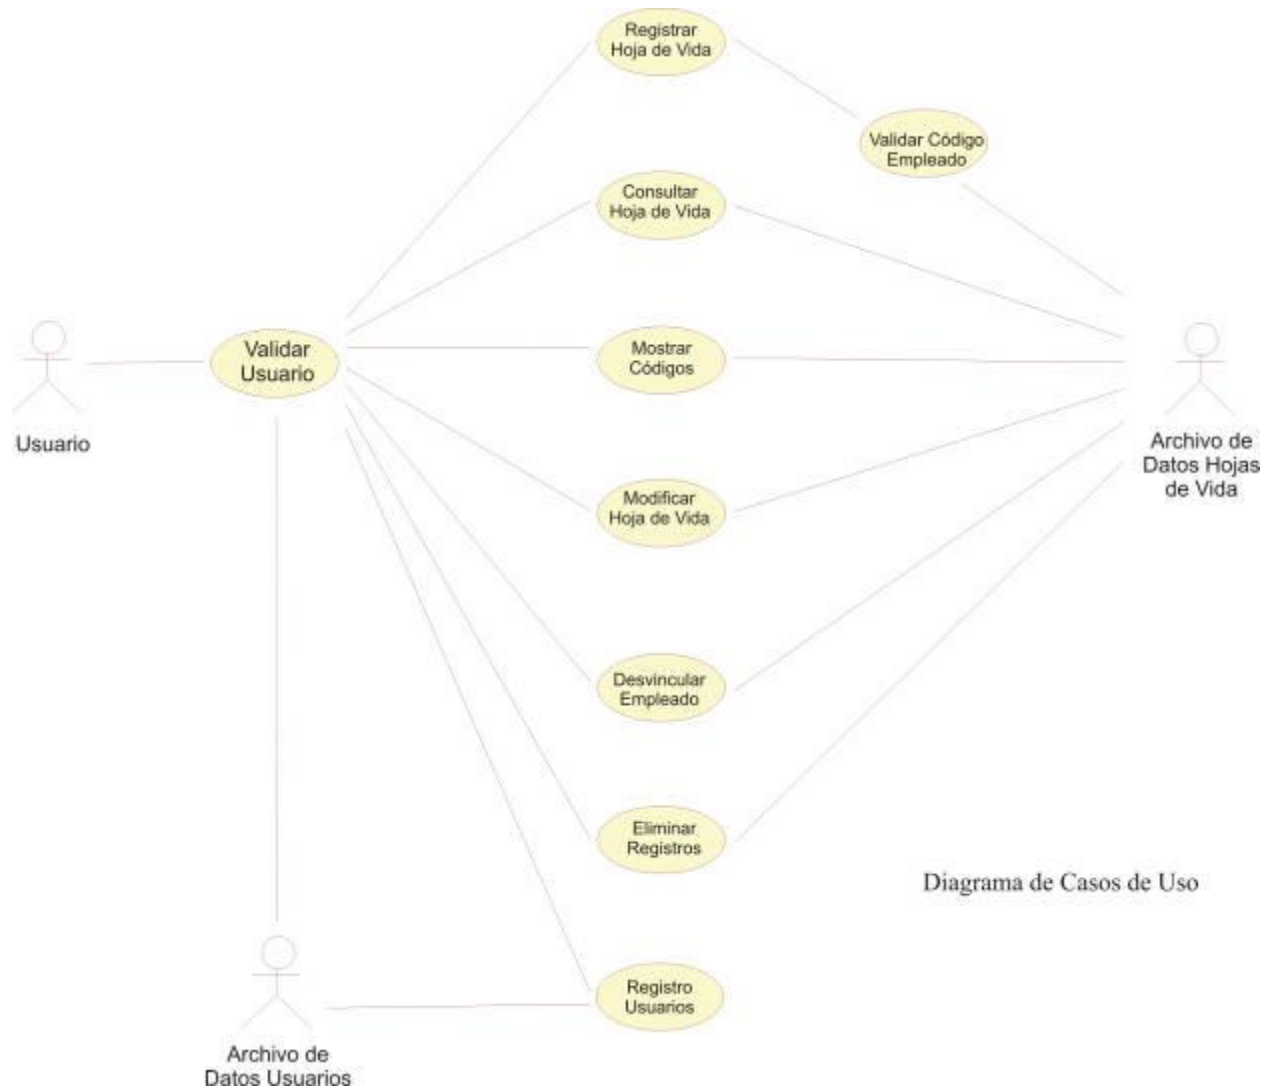 Registrar
Hoja de Vida
Validar Código
Empleado
Consultar
Hoja de Vida
Validar
Usuario
Mostrar
Códigos
Usuario
Archivo de
Datos Hojas
de Vida
Modificar
Hoja de Vida
Desvincular
Empleado
Eliminar
Registros
Diagrama de Casos de Uso
Registro
Usuarios
Archivo de
Datos Usuarios